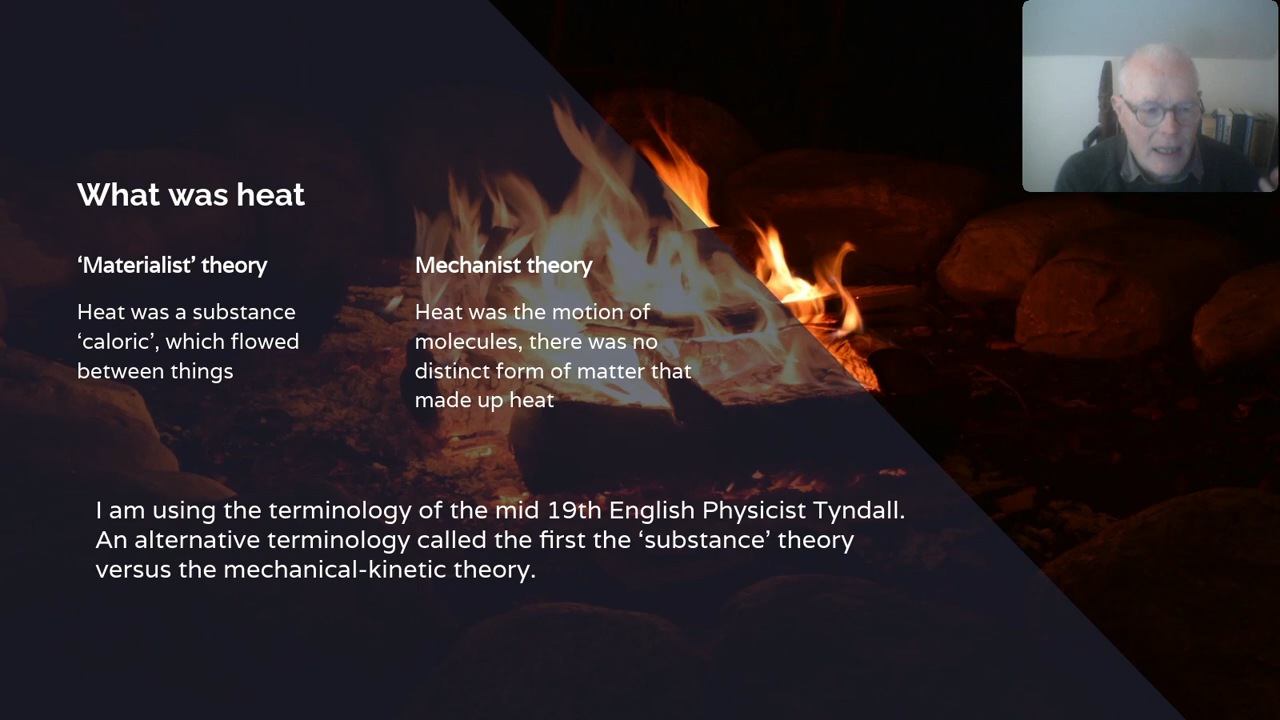 What was heat
‘Materialist’ theory
Heat was a substance
‘caloric’, which flowed
between things
Mechanist theory
Heat was the motion of
molecules, there was no
distinct form of matter that
made up heat
I am using the terminology of the mid 19th English Physicist Tyndall.
An alternative terminology called the first the ‘substance’ theory
versus the mechanical-kinetic theory.